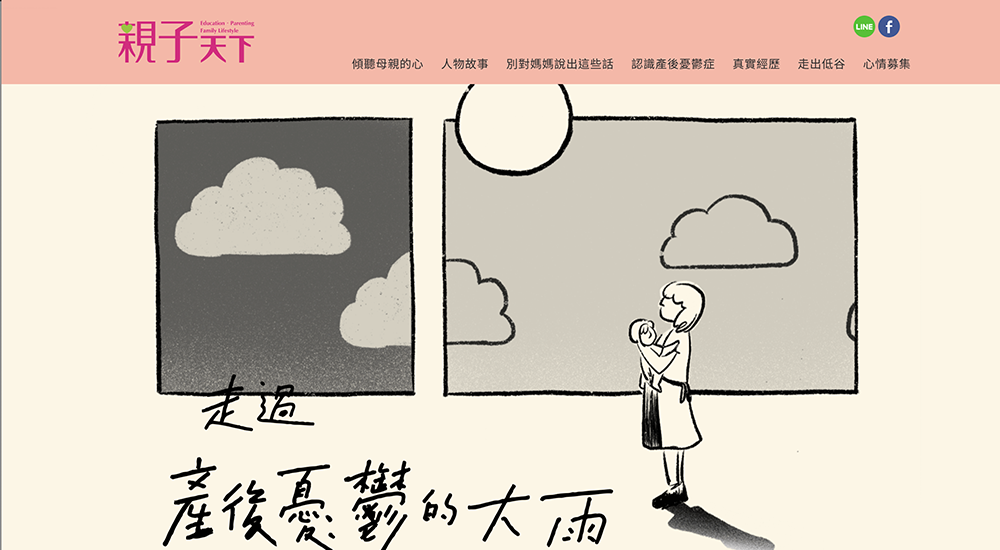 親子天下
Education・Parenting
Family Lifestyle
LINE
f
傾聽母親的心 人物故事 別對媽媽說出這些話 認識產後憂鬱症 真實經歷 走出低谷 心情募集
走過
產後憂鬱的大雨